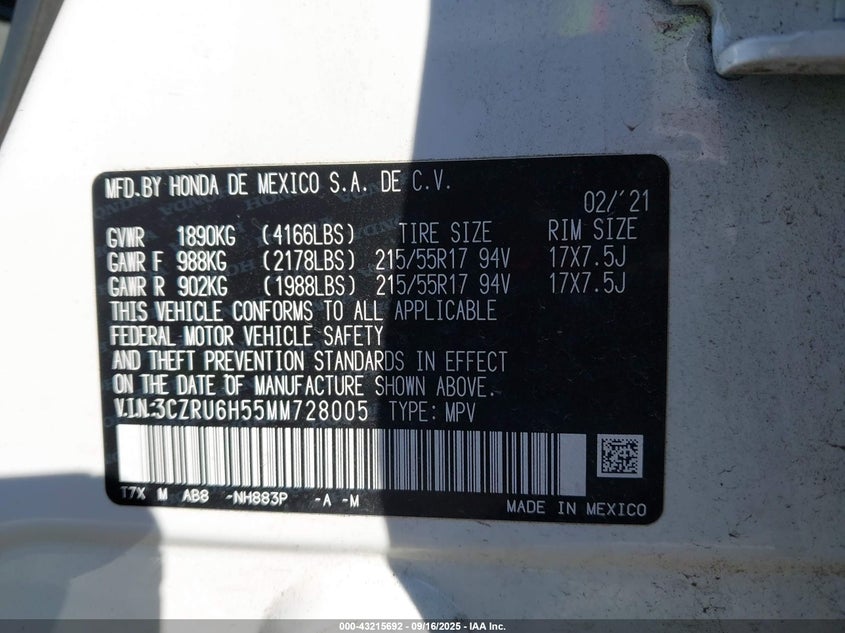 MFD. BY HONDA DE MEXICO S.A. DE C.V.
02/'21
GVWR 1890KG (4166LBS) TIRE SIZE RIM SIZE
GAWR F 988KG (2178LBS) 215/55R17 94V 17X7.5J
GAWR R 902KG (1988LBS) 215/55R17 94V 17X7.5J
THIS VEHICLE CONFORMS TO ALL APPLICABLE
FEDERAL MOTOR VEHICLE SAFETY
AND THEFT PREVENTION STANDARDS IN EFFECT
ON THE DATE OF MANUFACTURE SHOWN ABOVE.
V.I.N:3CZRU6H55MM728005 TYPE: MPV
T7X M AB8 -NH883P -A -M
MADE IN MEXICO
000-43215692 - 09/16/2025 - IAA Inc.